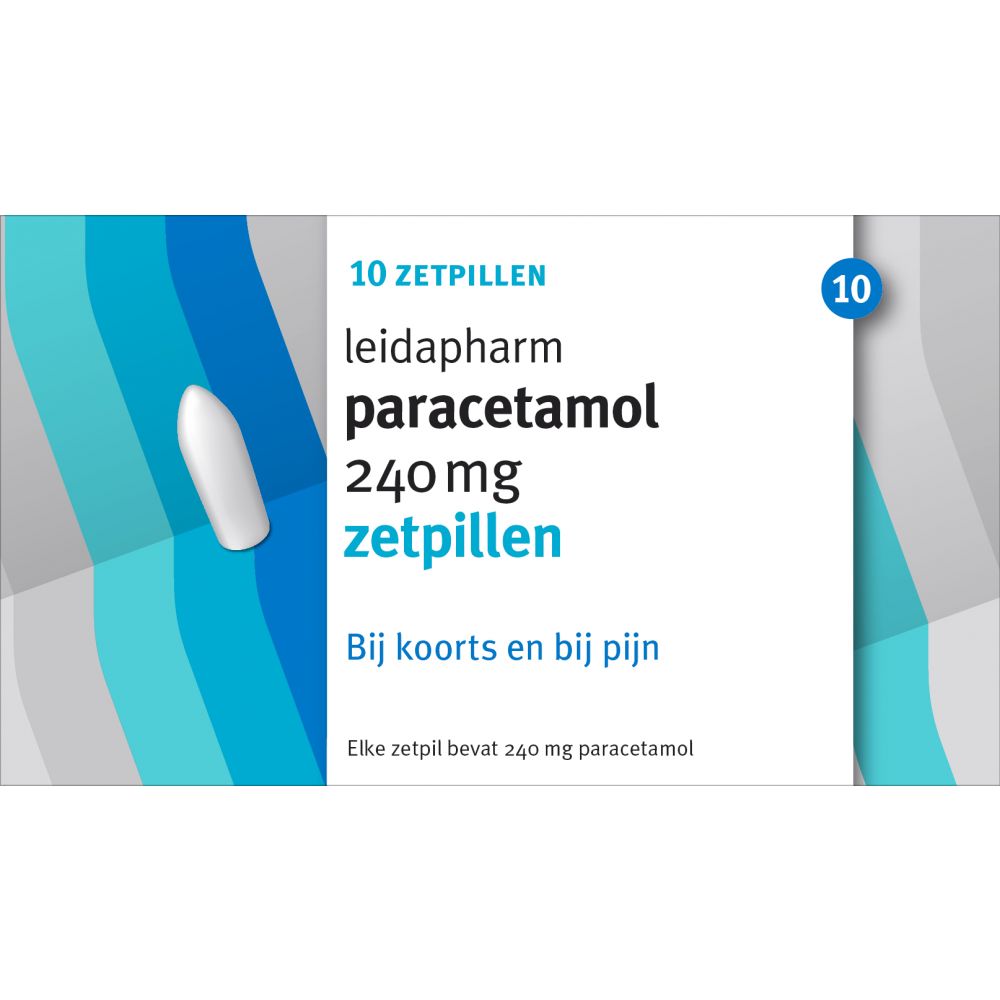 10 ZETPILLEN
10
leidapharm
paracetamol
240 mg
zetpillen
Bij koorts en bij pijn
Elke zetpil bevat 240 mg paracetamol